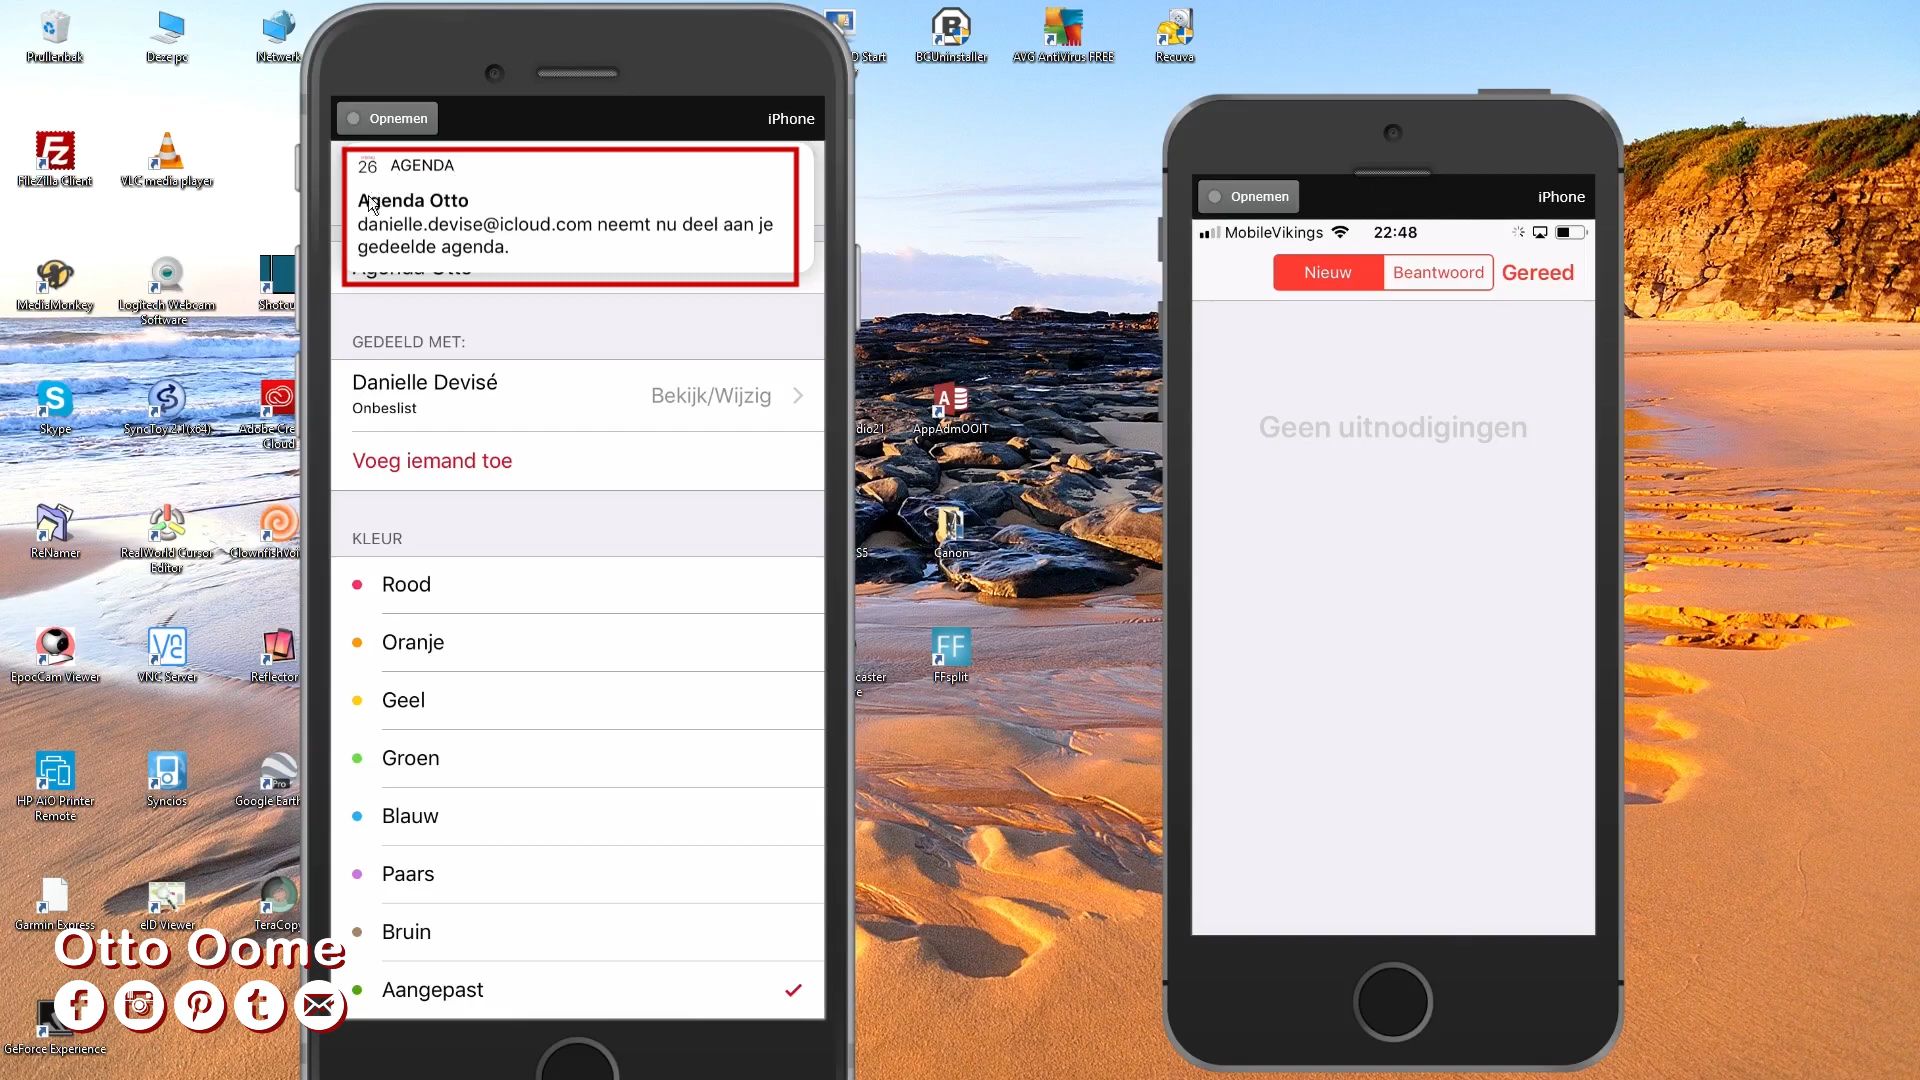 Prullenbak
Deze pc
Netwerk
D Start
BCUninstaller
AVG AntiVirus FREE
Recuva
Opnemen
iPhone
26 AGENDA
Agenda Otto
danielle.devise@icloud.com neemt nu deel aan je
gedeelde agenda.
Agenda Otto
GEDEELD MET:
Danielle Devisé
Onbeslist
Bekijk/Wijzig
Voeg iemand toe
KLEUR
Rood
Oranje
Geel
Groen
Blauw
Paars
Bruin
Aangepast
Opnemen
iPhone
MobileVikings
22:48
Nieuw
Beantwoord
Gereed
Geen uitnodigingen
FileZilla Client
VLC media player
MediaMonkey
Logitech Webcam
Software
Shotcu
Skype
SyncToy 2.1(x64)
Adobe Cre
Cloud
dio21
AppAdmOOIT
ReNamer
RealWorld Cursor
Editor
ClownfishVoi
S5
Canon
EpocCam Viewer
VNC Server
Reflector
caster
e
FF
FFsplit
HP AiO Printer
Remote
Syncios
Google Earth
Pro
Garmin Express
eID Viewer
TeraCopy
Otto Oome
GeForce Experience